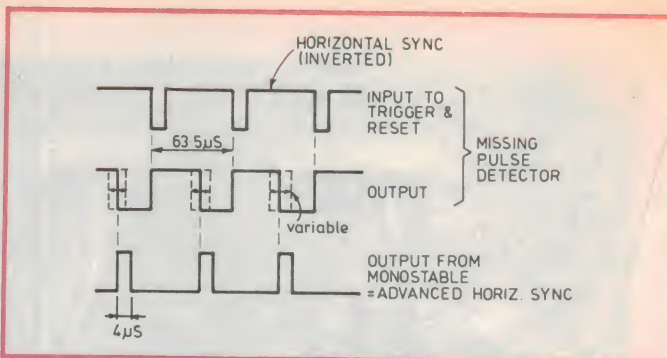 HORIZONTAL SYNC
(INVERTED)
INPUT TO
TRIGGER &
RESET
63.5µS
MISSING
PULSE
DETECTOR
OUTPUT
variable
OUTPUT FROM
MONOSTABLE
=ADVANCED HORIZ. SYNC
4µS